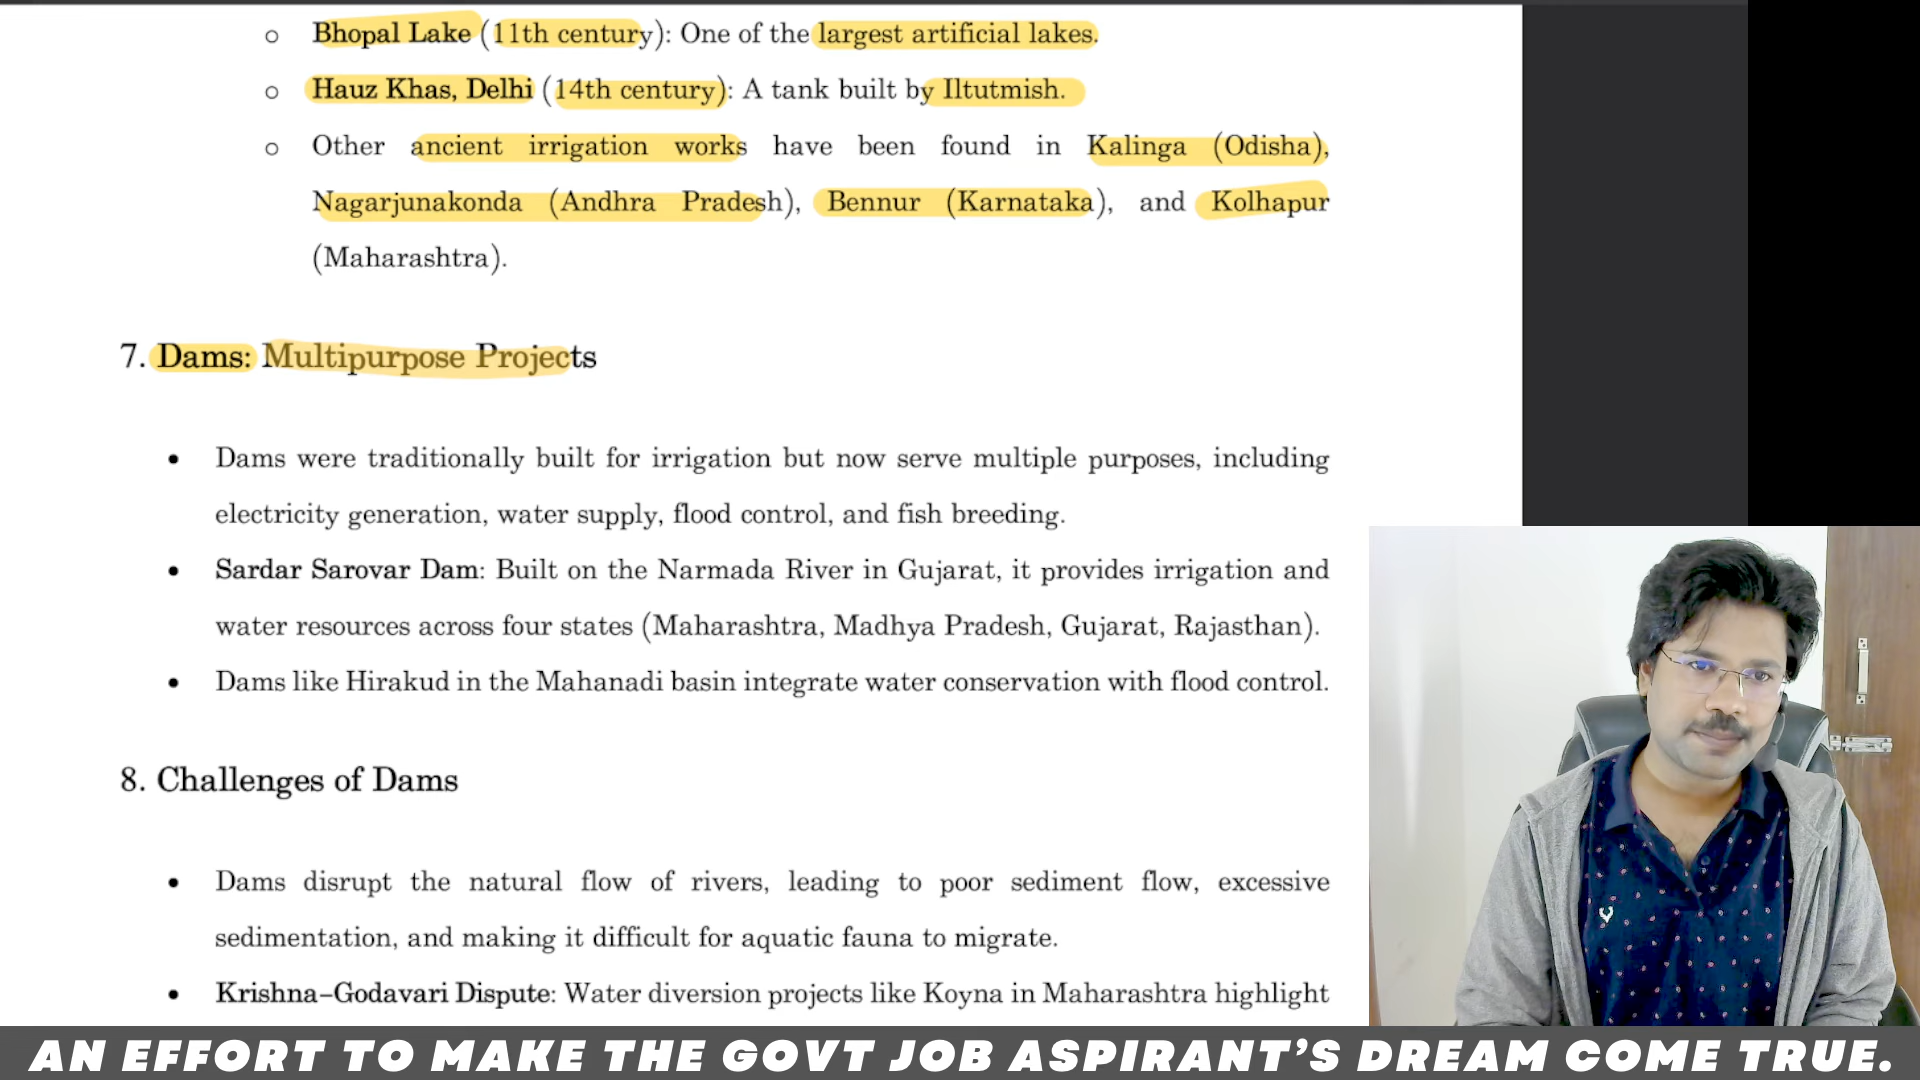 ○ Bhopal Lake (11th century): One of the largest artificial lakes.
○ Hauz Khas, Delhi (14th century): A tank built by Iltutmish.
○ Other ancient irrigation works have been found in Kalinga (Odisha),
Nagarjunakonda (Andhra Pradesh), Bennur (Karnataka), and Kolhapur
(Maharashtra).
7. Dams: Multipurpose Projects
• Dams were traditionally built for irrigation but now serve multiple purposes, including
electricity generation, water supply, flood control, and fish breeding.
• Sardar Sarovar Dam: Built on the Narmada River in Gujarat, it provides irrigation and
water resources across four states (Maharashtra, Madhya Pradesh, Gujarat, Rajasthan).
• Dams like Hirakud in the Mahanadi basin integrate water conservation with flood control.
8. Challenges of Dams
• Dams disrupt the natural flow of rivers, leading to poor sediment flow, excessive
sedimentation, and making it difficult for aquatic fauna to migrate.
• Krishna–Godavari Dispute: Water diversion projects like Koyna in Maharashtra highlight
AN EFFORT TO MAKE THE GOVT JOB ASPIRANT’S DREAM COME TRUE.